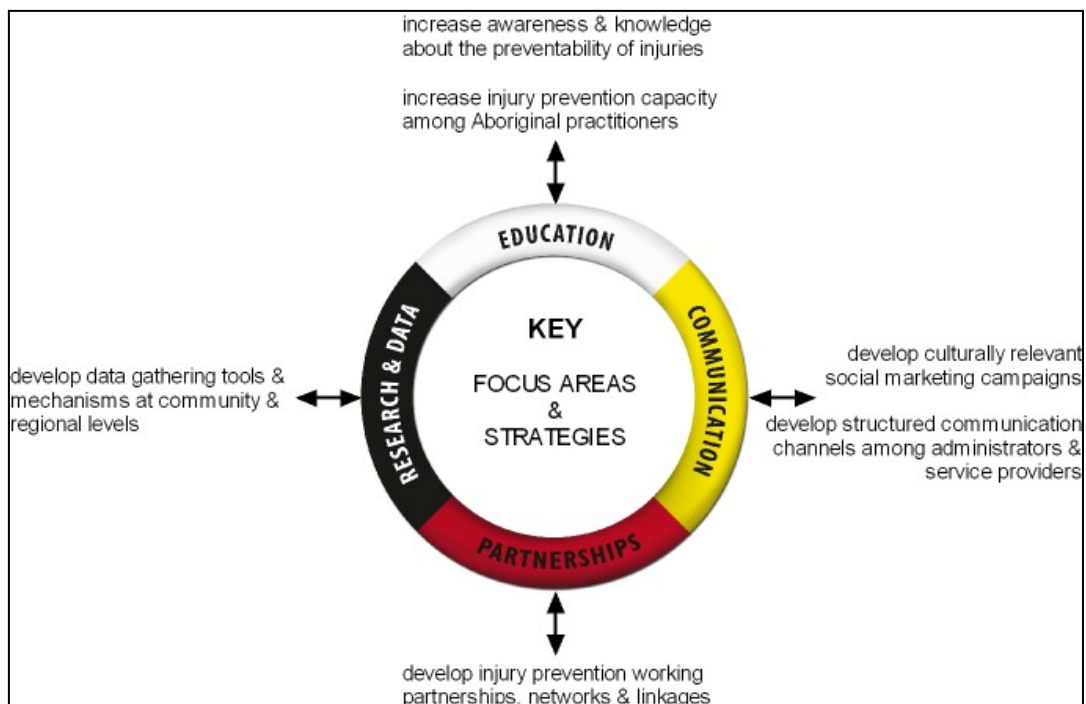 increase awareness & knowledge
about the preventability of injuries
increase injury prevention capacity
among Aboriginal practitioners
EDUCATION
COMMUNICATION
RESEARCH & DATA
PARTNERSHIPS
KEY
FOCUS AREAS
&
STRATEGIES
develop data gathering tools &
mechanisms at community &
regional levels
develop culturally relevant
social marketing campaigns
develop structured communication
channels among administrators &
service providers
develop injury prevention working
partnerships, networks & linkages